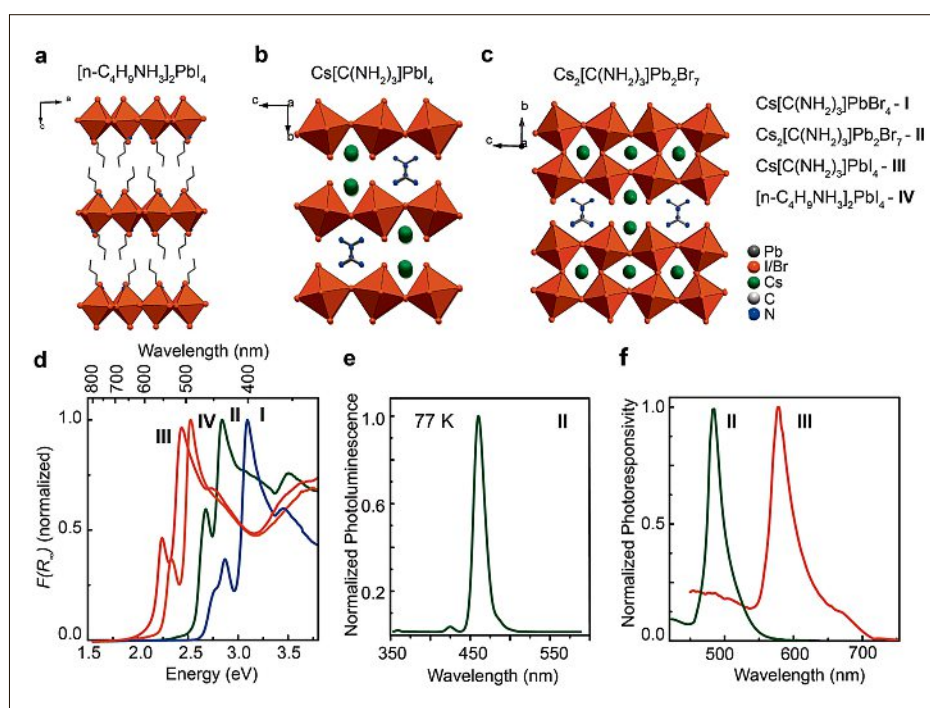 a
[n-C4H9NH3]2PbI4
a
c
b
Cs[C(NH2)3]PbI4
c
a
b
c
Cs2[C(NH2)3]Pb2Br7
b
c
a
Cs[C(NH2)3]PbBr4 - I
Cs2[C(NH2)3]Pb2Br7 - II
Cs[C(NH2)3]PbI4 - III
[n-C4H9NH3]2PbI4 - IV
Pb
I/Br
Cs
C
N
d
Wavelength (nm)
800 700 600 500 400
1.0
0.5
0.0
F(R∞) (normalized)
III
IV
II
I
1.5 2.0 2.5 3.0 3.5
Energy (eV)
e
77 K
II
1.0
0.6
0.2
Normalized Photoluminescence
350 450 550
Wavelength (nm)
f
II
III
1.0
0.5
0.0
Normalized Photoresponsivity
500 600 700
Wavelength (nm)